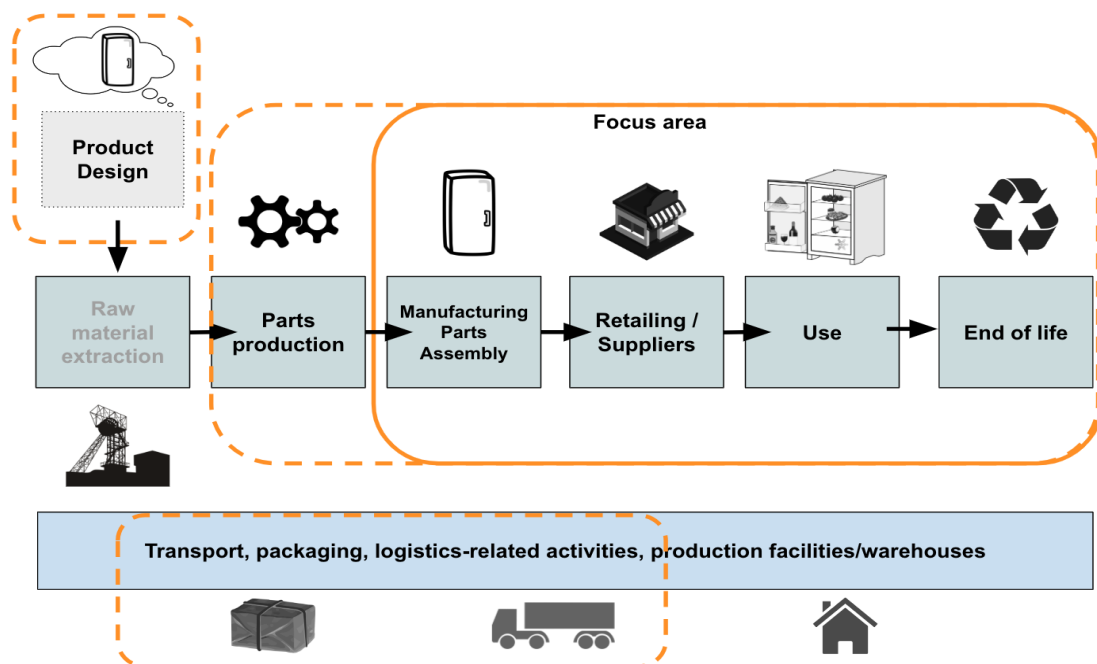 Product
Design
Focus area
Raw
material
extraction
Parts
production
Manufacturing
Parts
Assembly
Retailing /
Suppliers
Use
End of life
Transport, packaging, logistics-related activities, production facilities/warehouses